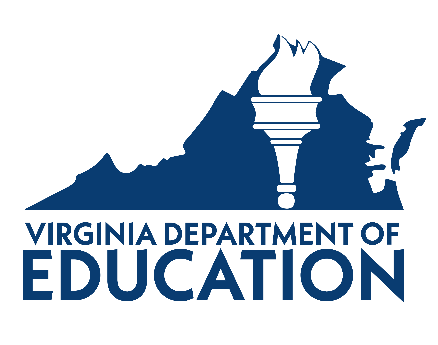 VIRGINIA DEPARTMENT OF
EDUCATION